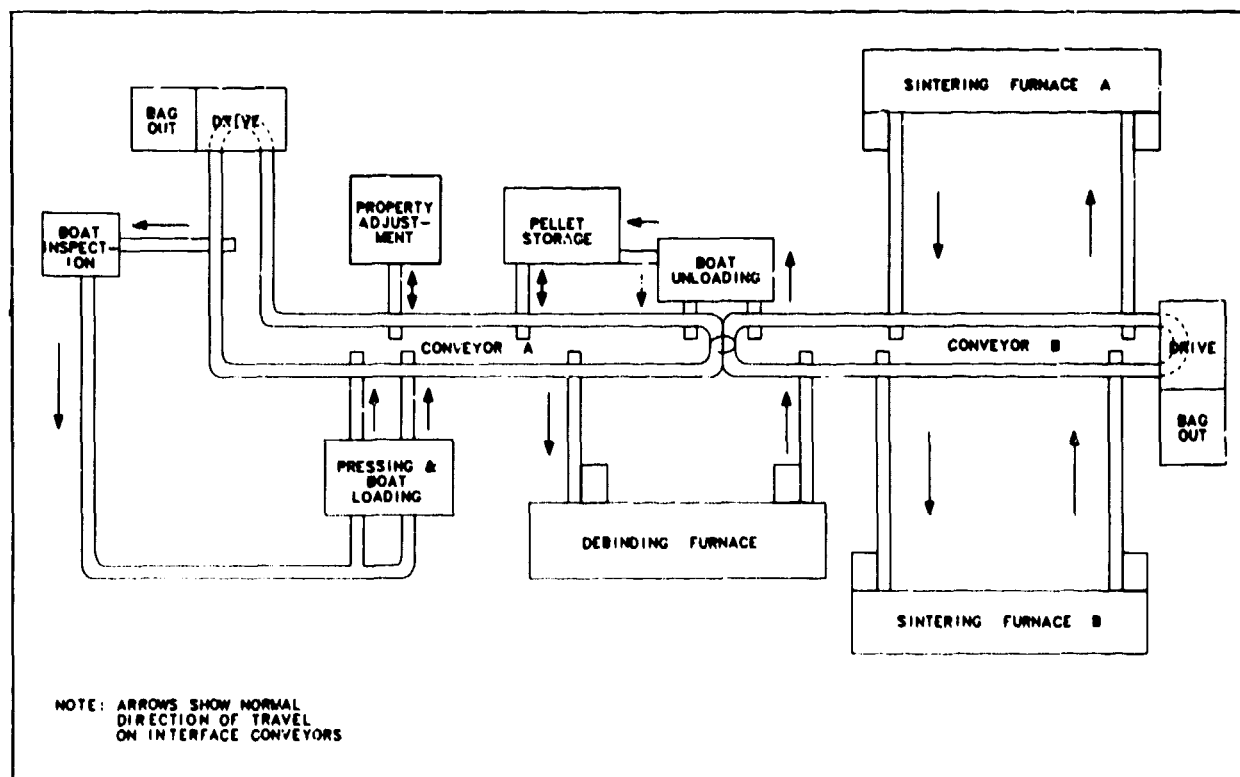 SINTERING FURNACE A
BAG
OUT
DRIVE
PROPERTY
ADJUST-
MENT
PELLET
STORAGE
BOAT
INSPECT-
ION
BOAT
UNLOADING
CONVEYOR A
CONVEYOR B
DRIVE
BAG
OUT
PRESSING &
BOAT
LOADING
DEBINDING FURNACE
SINTERING FURNACE B
NOTE: ARROWS SHOW NORMAL
DIRECTION OF TRAVEL
ON INTERFACE CONVEYORS